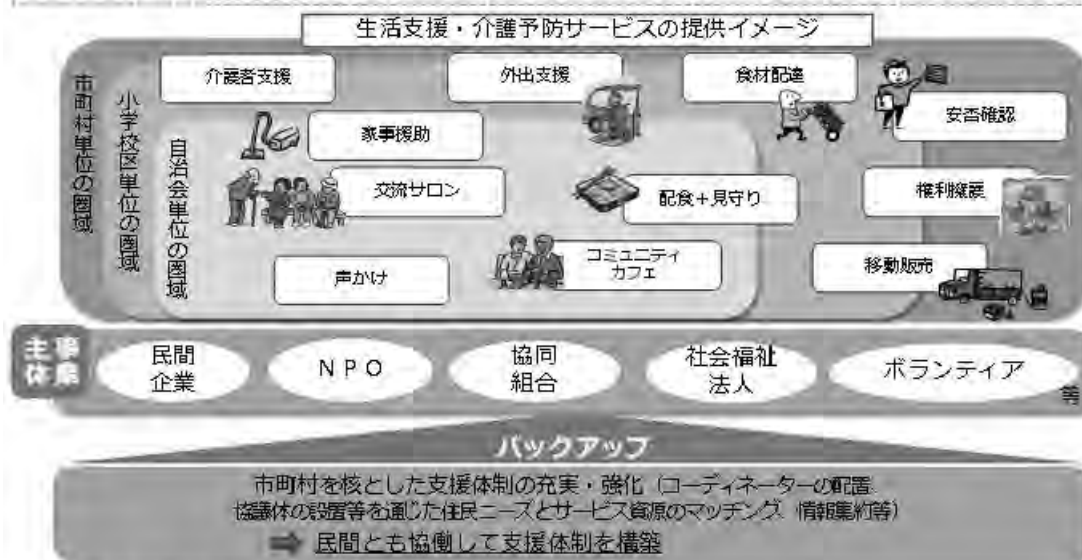 生活支援・介護予防サービスの提供イメージ
市町村単位の圏域
小学校区単位の圏域
自治会単位の圏域
介護者支援
外出支援
食材配達
安否確認
家事援助
交流サロン
配食+見守り
権利擁護
声かけ
コミュニティ
カフェ
移動販売
事業
主体
民間
企業
NPO
協同
組合
社会福祉
法人
ボランティア
等
バックアップ
市町村を核とした支援体制の充実・強化(コーディネーターの配置、
協議体の設置等を通じた住民ニーズとサービス資源のマッチング、情報集約等)
➡ 民間とも協働して支援体制を構築